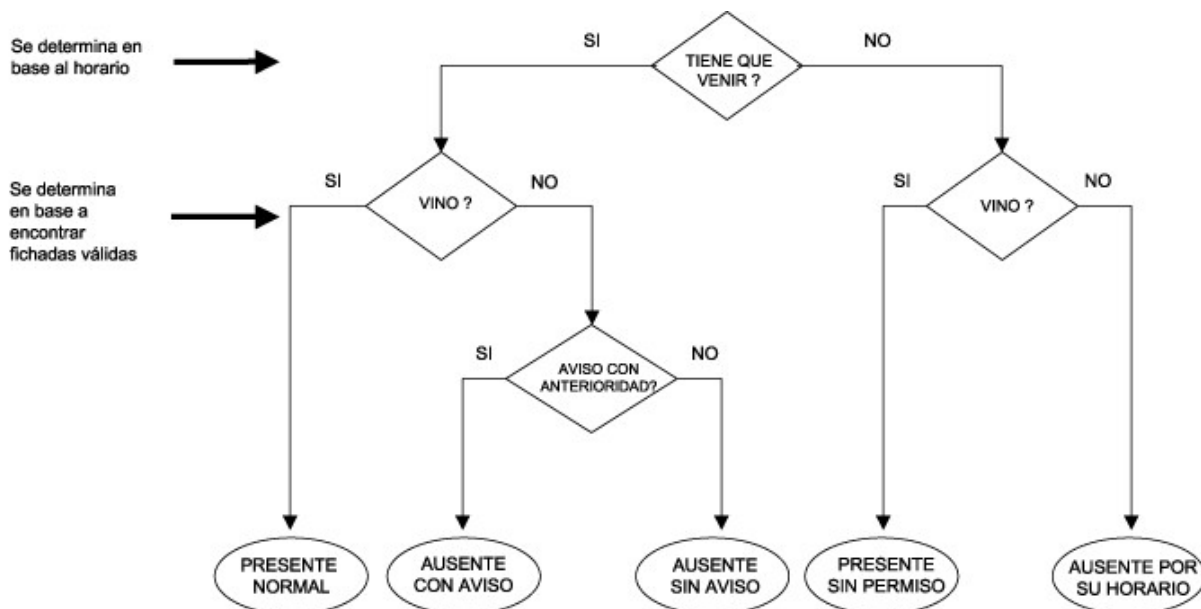 Se determina en
base al horario
SI
TIENE QUE
VENIR ?
NO
Se determina
en base a
encontrar
fichadas válidas
SI
VINO ?
NO
SI
VINO ?
NO
SI
AVISO CON
ANTERIORIDAD?
NO
PRESENTE
NORMAL
AUSENTE
CON AVISO
AUSENTE
SIN AVISO
PRESENTE
SIN PERMISO
AUSENTE POR
SU HORARIO